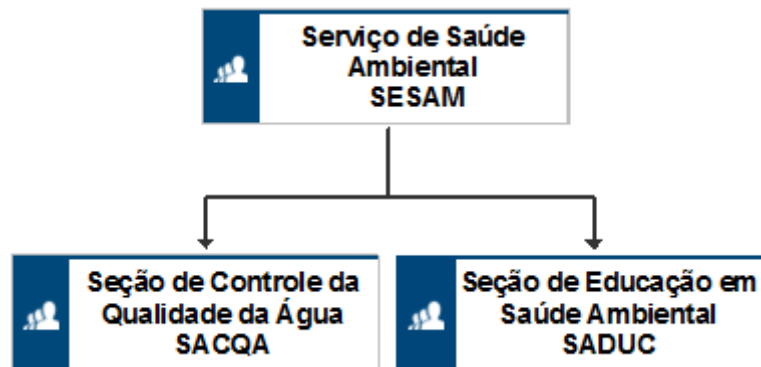 Serviço de Saúde
Ambiental
SESAM
Seção de Controle da
Qualidade da Água
SACQA
Seção de Educação em
Saúde Ambiental
SADUC